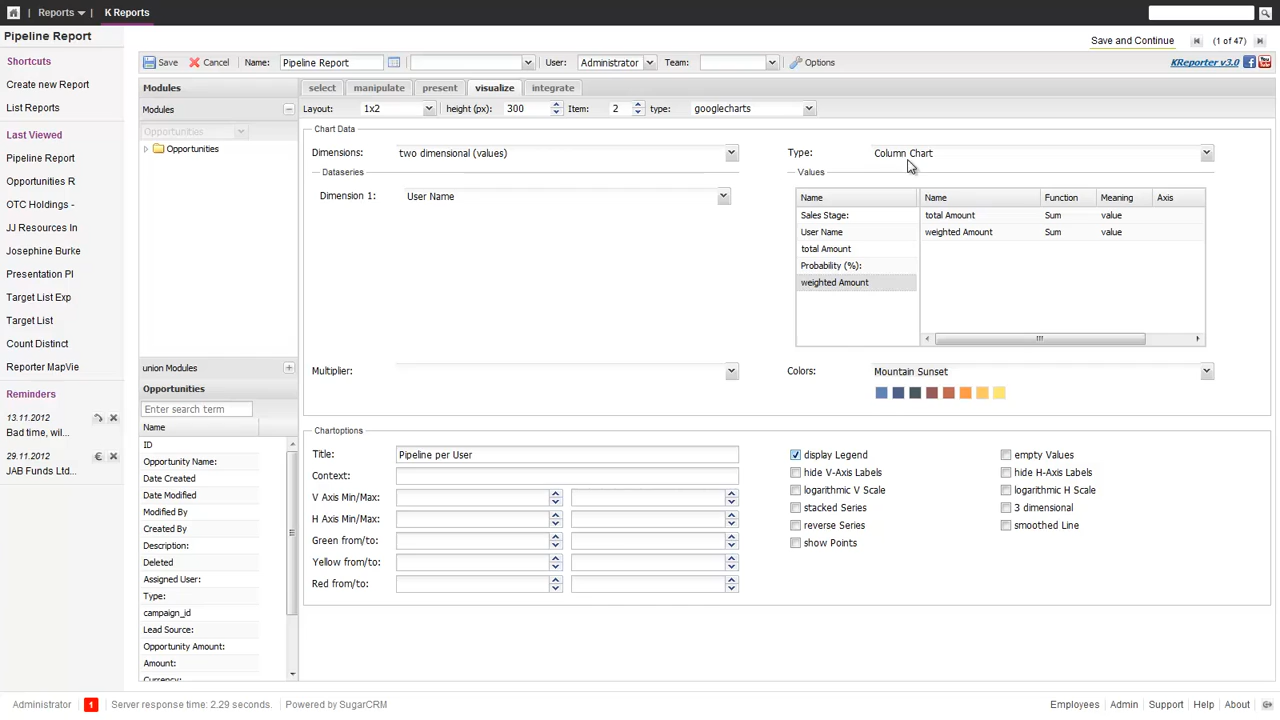 Reports
K Reports
Pipeline Report
Save and Continue
(1 of 47)
Shortcuts
Create new Report
List Reports
Last Viewed
Pipeline Report
Opportunities R
OTC Holdings -
JJ Resources In
Josephine Burke
Presentation Pl
Target List Exp
Target List
Count Distinct
Reporter MapVie
Reminders
13.11.2012
Bad time, wil...
29.11.2012
€
JAB Funds Ltd...
Save
Cancel
Name:
Pipeline Report
User:
Administrator
Team:
Options
KReporter v3.0
Modules
Modules
Opportunities
Opportunities
union Modules
Opportunities
Enter search term
Name
ID
Opportunity Name:
Date Created
Date Modified
Modified By
Created By
Description:
Deleted
Assigned User:
Type:
campaign_id
Lead Source:
Opportunity Amount:
Amount:
Currency:
select
manipulate
present
visualize
integrate
Layout:
1x2
height (px):
300
Item:
2
type:
googlecharts
Chart Data
Dimensions:
two dimensional (values)
Dataseries
Dimension 1:
User Name
Multiplier:
Type:
Column Chart
Values
Name
Sales Stage:
User Name
total Amount
Probability (%):
weighted Amount
Name Function Meaning Axis
total Amount Sum value
weighted Amount Sum value
Colors:
Mountain Sunset
Chartoptions
Title:
Pipeline per User
Context:
V Axis Min/Max:
H Axis Min/Max:
Green from/to:
Yellow from/to:
Red from/to:
display Legend
hide V-Axis Labels
logarithmic V Scale
stacked Series
reverse Series
show Points
empty Values
hide H-Axis Labels
logarithmic H Scale
3 dimensional
smoothed Line
Administrator
1
Server response time: 2.29 seconds.
Powered by SugarCRM
Employees
Admin
Support
Help
About